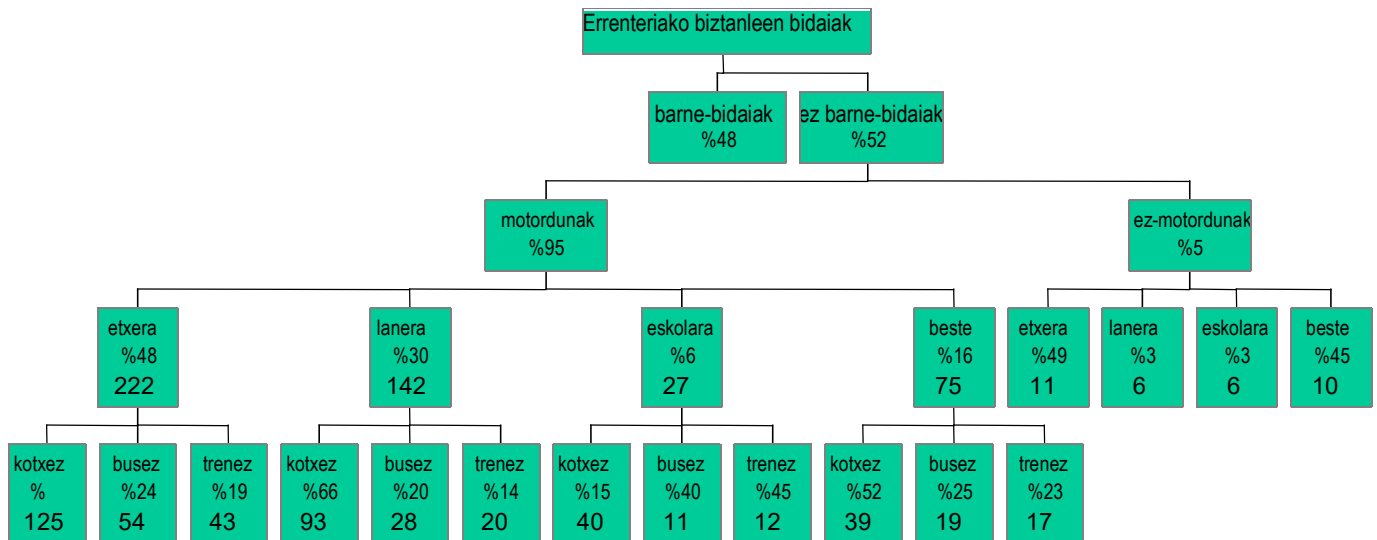 Errenteriako biztanleen bidaiak
barne-bidaiak
%48
ez barne-bidaiak
%52
motordunak
%95
ez-motordunak
%5
etxera
%48
222
lanera
%30
142
eskolara
%6
27
beste
%16
75
etxera
%49
11
lanera
%3
6
eskolara
%3
6
beste
%45
10
kotxez
%
125
busez
%24
54
trenez
%19
43
kotxez
%66
93
busez
%20
28
trenez
%14
20
kotxez
%15
40
busez
%40
11
trenez
%45
12
kotxez
%52
39
busez
%25
19
trenez
%23
17